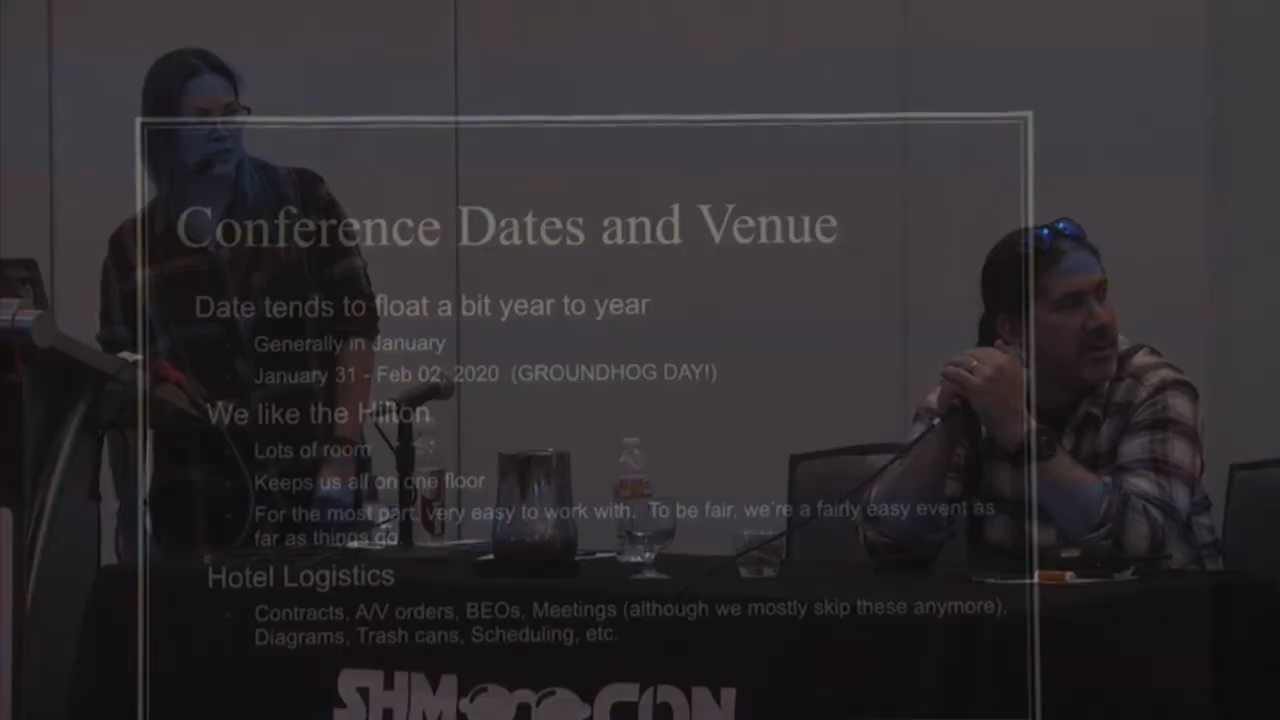 Conference Dates and Venue
Date tends to float a bit year to year
Generally in January
January 31 - Feb 02, 2020 (GROUNDHOG DAY!)
We like the Hilton
Lots of room
Keeps us all on one floor
For the most part, very easy to work with. To be fair, we're a fairly easy event as
far as things go
Hotel Logistics
Contracts, A/V orders, BEOs, Meetings (although we mostly skip these anymore),
Diagrams, Trash cans, Scheduling, etc.
SHMOOCON